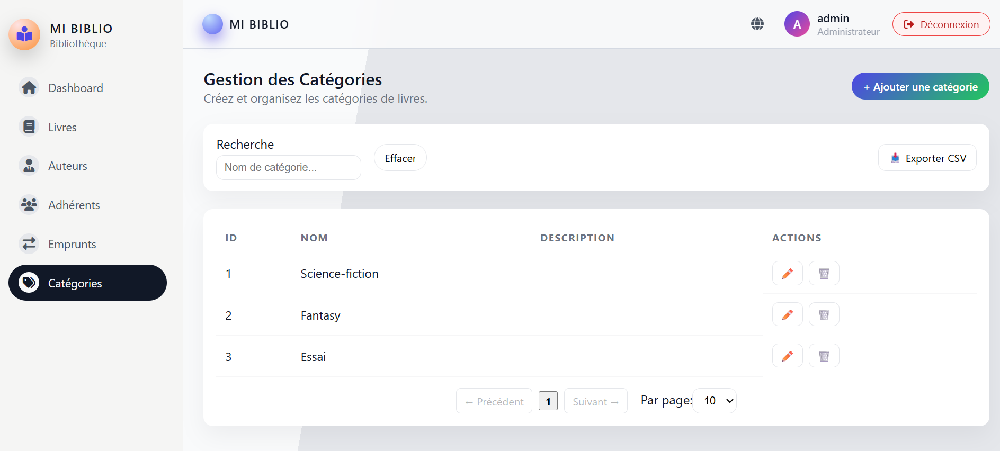 MI BIBLIO
Bibliothèque
Dashboard
Livres
Auteurs
Adhérents
Emprunts
Catégories
MI BIBLIO
A
admin
Administrateur
Déconnexion
Gestion des Catégories
Créez et organisez les catégories de livres.
+ Ajouter une catégorie
Recherche
Nom de catégorie...
Effacer
Exporter CSV
ID NOM DESCRIPTION ACTIONS
1 Science-fiction
2 Fantasy
3 Essai
← Précédent 1 Suivant → Par page: 10